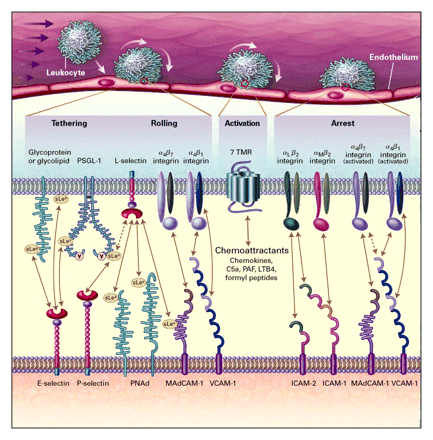 Leukocyte
Endothelium
Tethering
Rolling
Activation
Arrest
Glycoprotein
or glycolipid
PSGL-1
L-selectin
α4β7
integrin
α4β1
integrin
7 TMR
αLβ2
integrin
αMβ2
integrin
α4β7
integrin
(activated)
α4β1
integrin
(activated)
sLeˣ
sLeˣ
sLeˣ
sLeˣ
sLeˣ
sLeˣ
Y
Y
Chemoattractants
Chemokines,
C5a, PAF, LTB4,
formyl peptides
E-selectin
P-selectin
PNAd
MAdCAM-1
VCAM-1
ICAM-2
ICAM-1
MAdCAM-1
VCAM-1